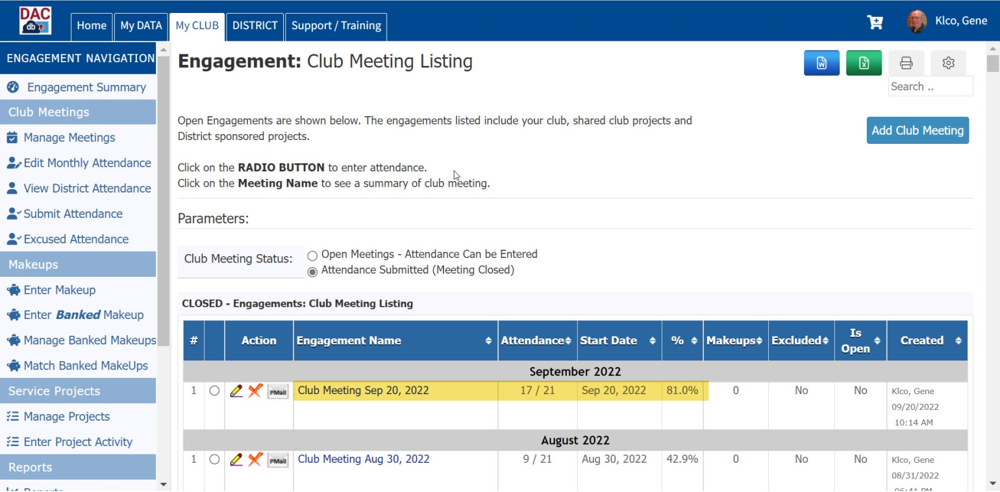 DAC
db
Home
My DATA
My CLUB
DISTRICT
Support / Training
Klco, Gene
ENGAGEMENT NAVIGATION
Engagement Summary
Club Meetings
Manage Meetings
Edit Monthly Attendance
View District Attendance
Submit Attendance
Excused Attendance
Makeups
Enter Makeup
Enter Banked Makeup
Manage Banked Makeups
Match Banked MakeUps
Service Projects
Manage Projects
Enter Project Activity
Reports
Reports
Engagement: Club Meeting Listing
Search ..
Open Engagements are shown below. The engagements listed include your club, shared club projects and
District sponsored projects.
Add Club Meeting
Click on the RADIO BUTTON to enter attendance.
Click on the Meeting Name to see a summary of club meeting.
Parameters:
Club Meeting Status:
Open Meetings - Attendance Can be Entered
Attendance Submitted (Meeting Closed)
CLOSED - Engagements: Club Meeting Listing
# Action Engagement Name Attendance Start Date % Makeups Excluded Is Open Created
September 2022
1 PMail Club Meeting Sep 20, 2022 17 / 21 Sep 20, 2022 81.0% 0 No No Klco, Gene
09/20/2022
10:14 AM
August 2022
1 PMail Club Meeting Aug 30, 2022 9 / 21 Aug 30, 2022 42.9% 0 No No Klco, Gene
08/31/2022
06:41 PM